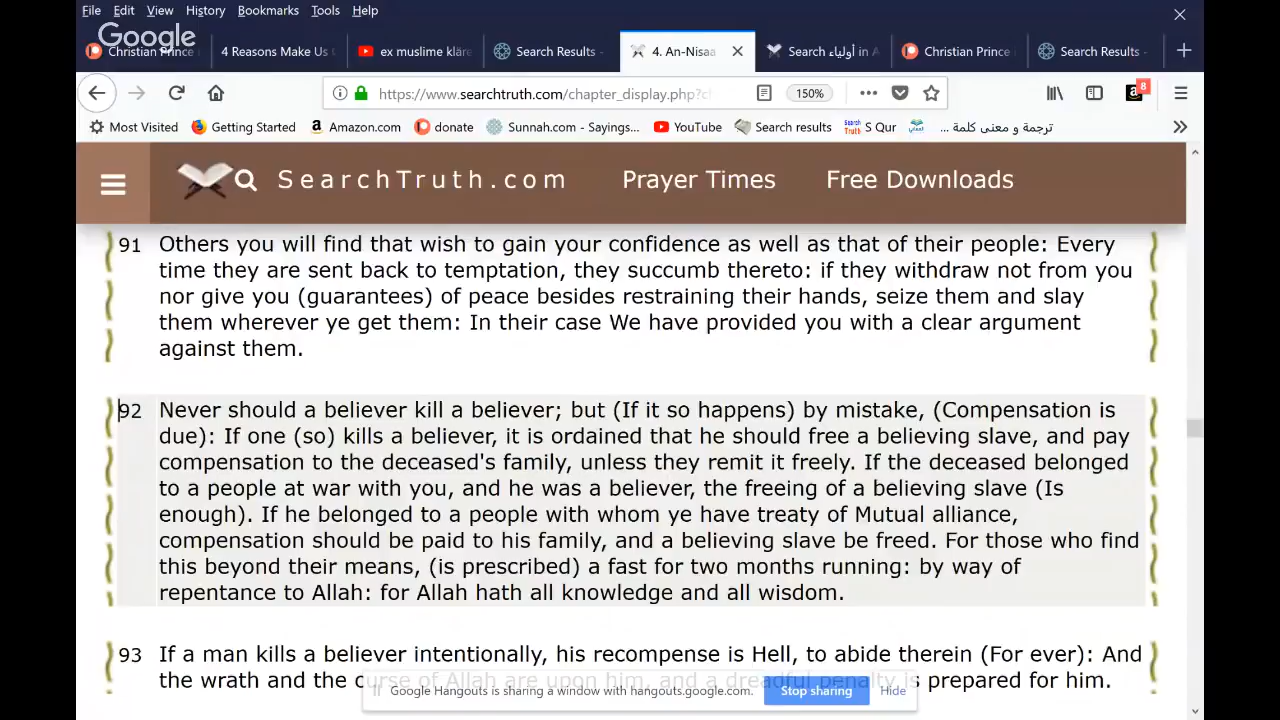 File Edit View History Bookmarks Tools Help
Google
Christian Prince
4 Reasons Make Us
ex muslime kläre
Search Results -
4. An-Nisaa
Search أولياء in A
Christian Prince
Search Results -
https://www.searchtruth.com/chapter_display.php?c
150%
8
Most Visited
Getting Started
Amazon.com
donate
Sunnah.com - Sayings...
YouTube
Search results
S Qur
ترجمة و معنى كلمة ...
SearchTruth.com
Prayer Times
Free Downloads
91 Others you will find that wish to gain your confidence as well as that of their people: Every
time they are sent back to temptation, they succumb thereto: if they withdraw not from you
nor give you (guarantees) of peace besides restraining their hands, seize them and slay
them wherever ye get them: In their case We have provided you with a clear argument
against them.
92 Never should a believer kill a believer; but (If it so happens) by mistake, (Compensation is
due): If one (so) kills a believer, it is ordained that he should free a believing slave, and pay
compensation to the deceased's family, unless they remit it freely. If the deceased belonged
to a people at war with you, and he was a believer, the freeing of a believing slave (Is
enough). If he belonged to a people with whom ye have treaty of Mutual alliance,
compensation should be paid to his family, and a believing slave be freed. For those who find
this beyond their means, (is prescribed) a fast for two months running: by way of
repentance to Allah: for Allah hath all knowledge and all wisdom.
93 If a man kills a believer intentionally, his recompense is Hell, to abide therein (For ever): And
the wrath and the curse of Allah are upon him, and a dreadful penalty is prepared for him.
Google Hangouts is sharing a window with hangouts.google.com.
Stop sharing
Hide